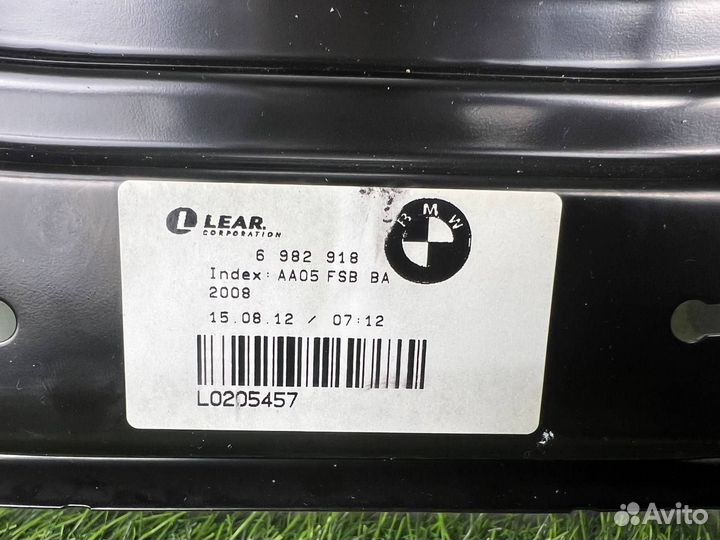 LEAR.
CORPORATION
BMW
6 982 918
Index: AA05 FSB BA
2008
15.08.12 / 07:12
L0205457
Avito